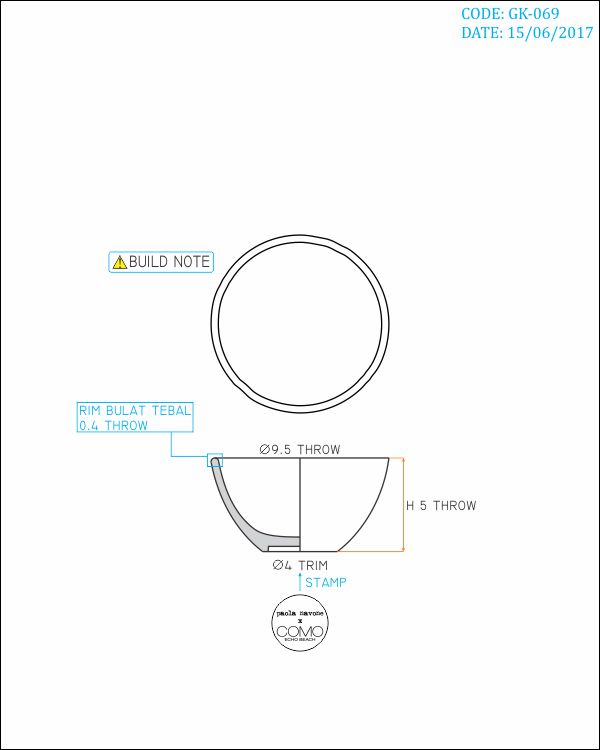 CODE: GK-069
DATE: 15/06/2017
BUILD NOTE
RIM BULAT TEBAL
0.4 THROW
Ø9.5 THROW
H 5 THROW
Ø4 TRIM
STAMP
paola navone
x
COMO
ECHO BEACH